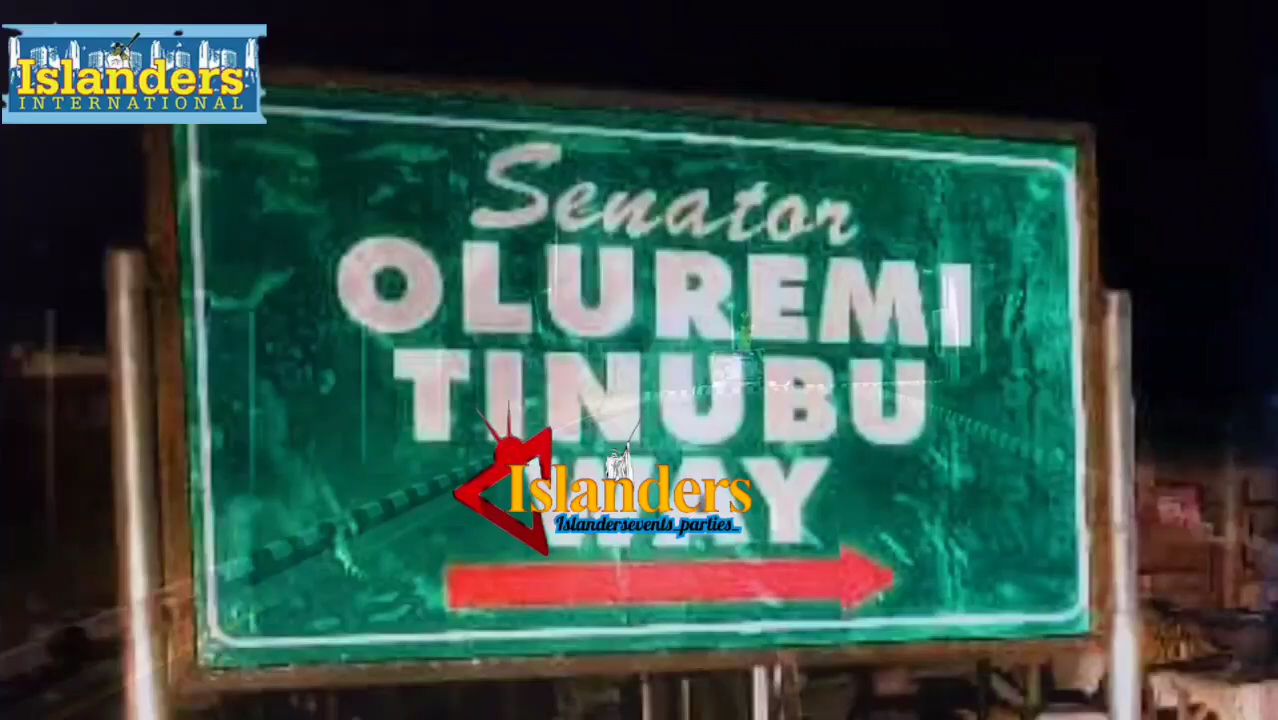 Islanders
INTERNATIONAL
Senator
OLUREMI
TINUBU
WAY
Islanders
Islandersevents_parties_